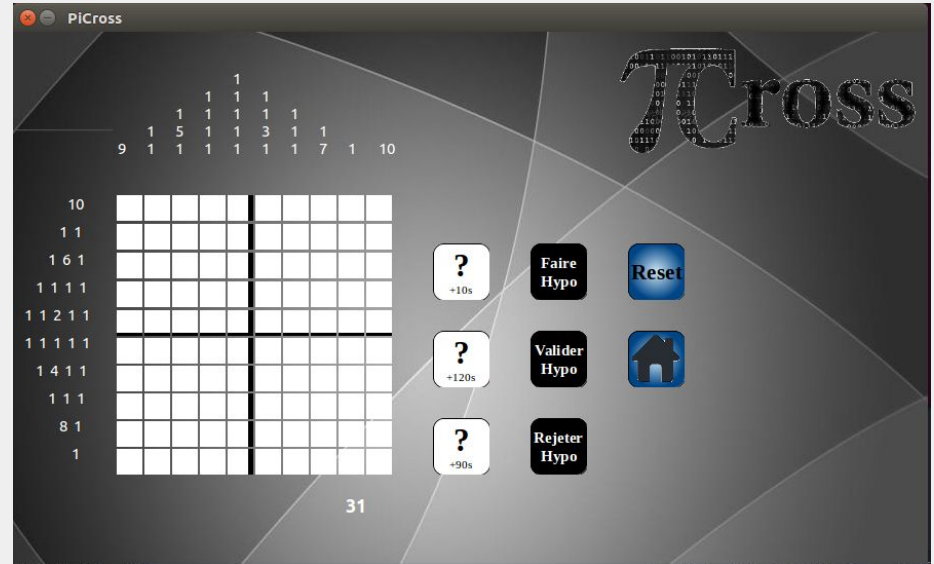 PiCross
πCross
1
1 1 1
1 1 1 1 1
1 5 1 1 3 1 1
9 1 1 1 1 1 1 7 1 10
10
1 1
1 6 1
1 1 1 1
1 1 2 1 1
1 1 1 1 1
1 4 1 1
1 1 1
8 1
1
?
+10s
Faire
Hypo
Reset
?
+120s
Valider
Hypo
?
+90s
Rejeter
Hypo
31